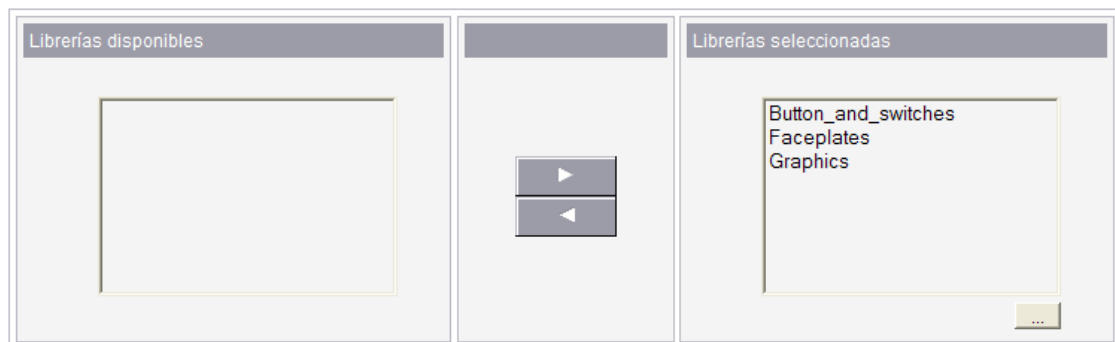 Librerías disponibles
Librerías seleccionadas
Button_and_switches
Faceplates
Graphics
...